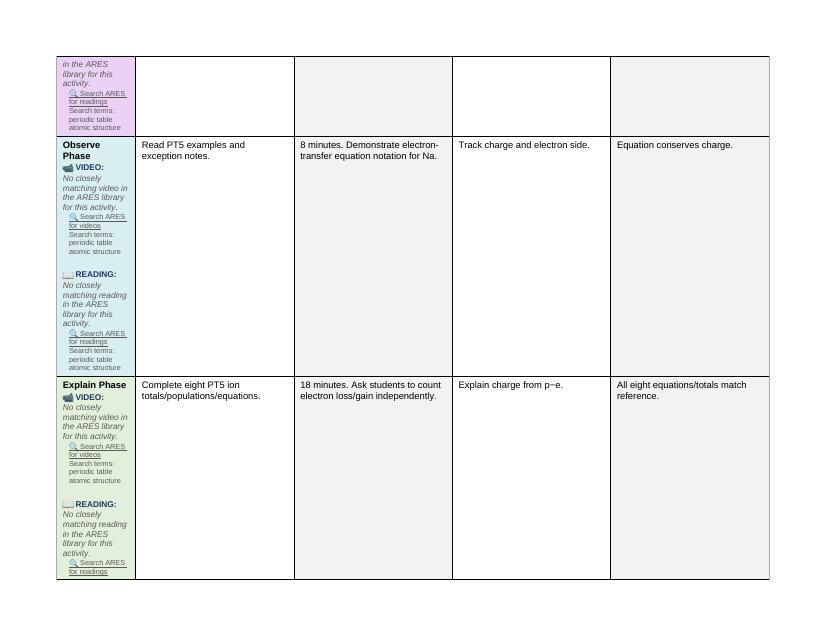 in the ARES
library for this
activity.
🔍 Search ARES
for readings
Search terms:
periodic table
atomic structure
Observe
Phase
📹 VIDEO:
No closely
matching video in
the ARES library
for this activity.
🔍 Search ARES
for videos
Search terms:
periodic table
atomic structure
📖 READING:
No closely
matching reading
in the ARES
library for this
activity.
🔍 Search ARES
for readings
Search terms:
periodic table
atomic structure
Read PT5 examples and
exception notes.
8 minutes. Demonstrate electron-
transfer equation notation for Na.
Track charge and electron side.
Equation conserves charge.
Explain Phase
📹 VIDEO:
No closely
matching video in
the ARES library
for this activity.
🔍 Search ARES
for videos
Search terms:
periodic table
atomic structure
📖 READING:
No closely
matching reading
in the ARES
library for this
activity.
🔍 Search ARES
for readings
Complete eight PT5 ion
totals/populations/equations.
18 minutes. Ask students to count
electron loss/gain independently.
Explain charge from p−e.
All eight equations/totals match
reference.